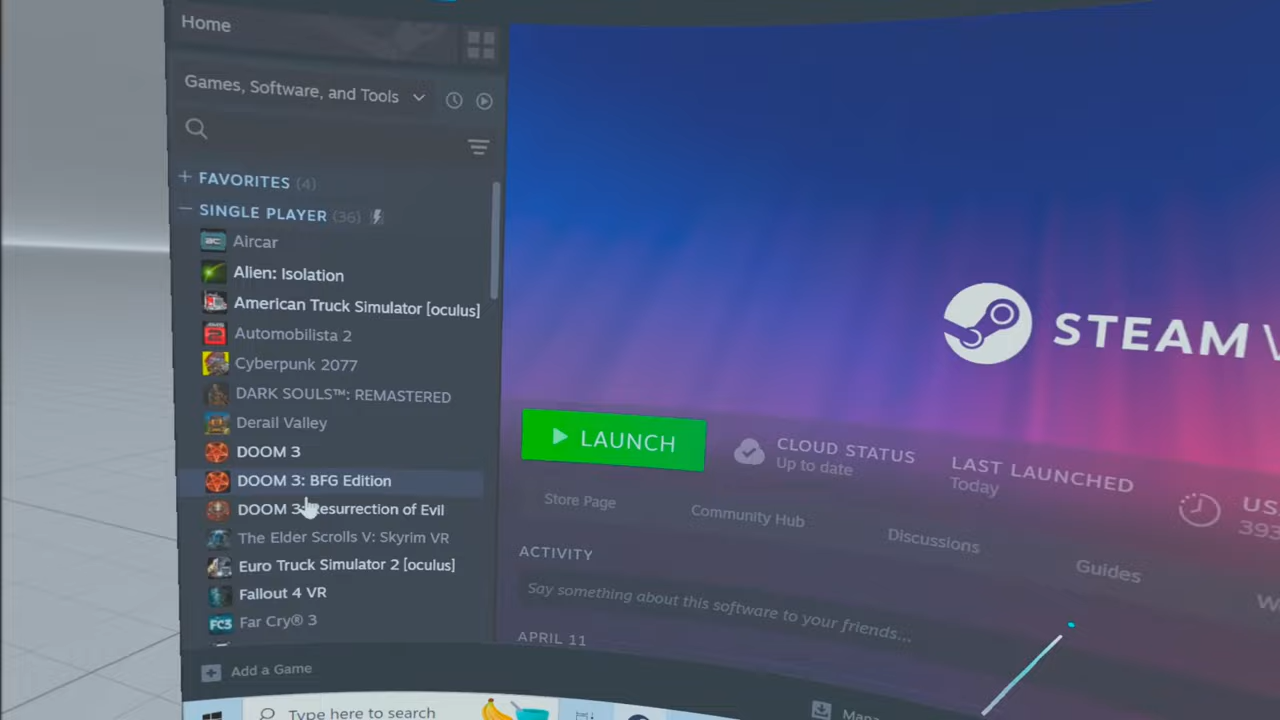 Home
Games, Software, and Tools
FAVORITES (4)
SINGLE PLAYER (36)
Aircar
Alien: Isolation
American Truck Simulator [oculus]
Automobilista 2
Cyberpunk 2077
DARK SOULS™: REMASTERED
Derail Valley
DOOM 3
DOOM 3: BFG Edition
DOOM 3: Resurrection of Evil
The Elder Scrolls V: Skyrim VR
Euro Truck Simulator 2 [oculus]
Fallout 4 VR
FC3 Far Cry® 3
Add a Game
Type here to search
STEAM
LAUNCH
CLOUD STATUS
Up to date
LAST LAUNCHED
Today
Store Page
Community Hub
Discussions
Guides
ACTIVITY
Say something about this software to your friends...
APRIL 11